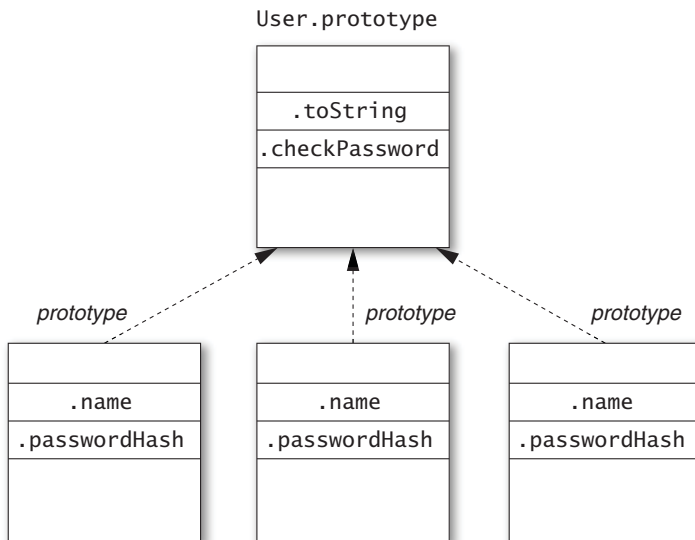 User.prototype
.toString
.checkPassword
prototype prototype prototype
.name .name .name
.passwordHash .passwordHash .passwordHash